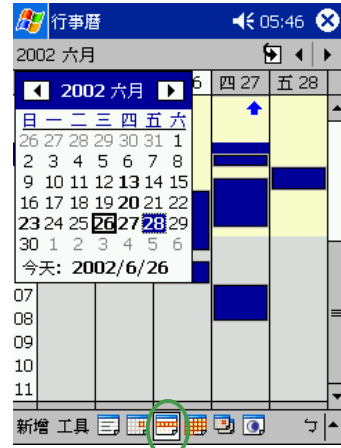 行事曆 05:46
2002 六月
6 四 27 五 28
2002 六月
日 一 二 三 四 五 六
26 27 28 29 30 31 1
2 3 4 5 6 7 8
9 10 11 12 13 14 15
16 17 18 19 20 21 22
23 24 25 26 27 28 29
30 1 2 3 4 5 6
今天: 2002/6/26
07
08
09
10
11
新增 工具 ㄅ